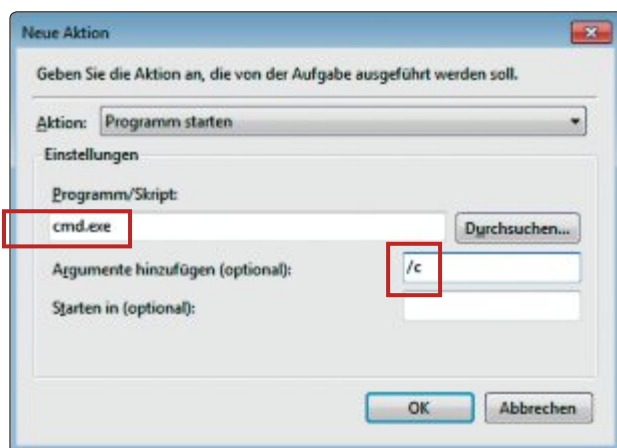 Neue Aktion
Geben Sie die Aktion an, die von der Aufgabe ausgeführt werden soll.
Aktion: Programm starten
Einstellungen
Programm/Skript:
cmd.exe Durchsuchen...
Argumente hinzufügen (optional): /c
Starten in (optional):
OK Abbrechen